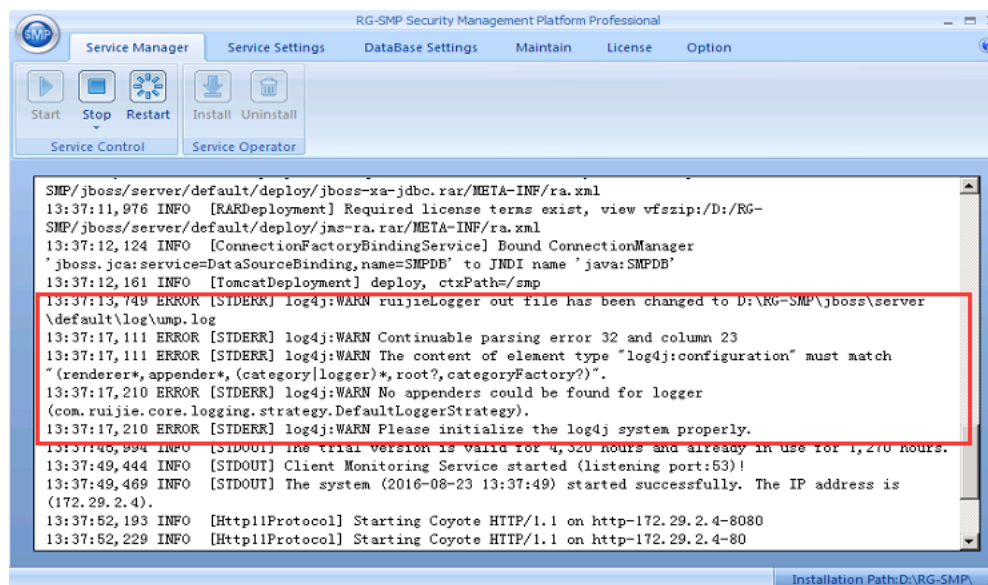 RG-SMP Security Management Platform Professional
SMP
Service Manager Service Settings DataBase Settings Maintain License Option
Start Stop Restart Install Uninstall
Service Control Service Operator
SMP/jboss/server/default/deploy/jboss-xa-jdbc.rar/META-INF/ra.xml
13:37:11,976 INFO [RARDeployment] Required license terms exist, view vfszip:/D:/RG-
SMP/jboss/server/default/deploy/jms-ra.rar/META-INF/ra.xml
13:37:12,124 INFO [ConnectionFactoryBindingService] Bound ConnectionManager
'jboss.jca:service=DataSourceBinding,name=SMPDB' to JNDI name 'java:SMPDB'
13:37:12,161 INFO [TomcatDeployment] deploy, ctxPath=/smp
13:37:13,749 ERROR [STDERR] log4j:WARN ruijieLogger out file has been changed to D:\RG-SMP\jboss\server
\default\log\ump.log
13:37:17,111 ERROR [STDERR] log4j:WARN Continuable parsing error 32 and column 23
13:37:17,111 ERROR [STDERR] log4j:WARN The content of element type "log4j:configuration" must match
"(renderer*,appender*,(category|logger)*,root?,categoryFactory?)".
13:37:17,210 ERROR [STDERR] log4j:WARN No appenders could be found for logger
(com.ruijie.core.logging.strategy.DefaultLoggerStrategy).
13:37:17,210 ERROR [STDERR] log4j:WARN Please initialize the log4j system properly.
13:37:45,994 INFO [STDOUT] The trial version is valid for 4,320 hours and already in use for 1,270 hours.
13:37:49,444 INFO [STDOUT] Client Monitoring Service started (listening port:53)!
13:37:49,469 INFO [STDOUT] The system (2016-08-23 13:37:49) started successfully. The IP address is
(172.29.2.4).
13:37:52,193 INFO [Http11Protocol] Starting Coyote HTTP/1.1 on http-172.29.2.4-8080
13:37:52,229 INFO [Http11Protocol] Starting Coyote HTTP/1.1 on http-172.29.2.4-80
Installation Path:D:\RG-SMP\